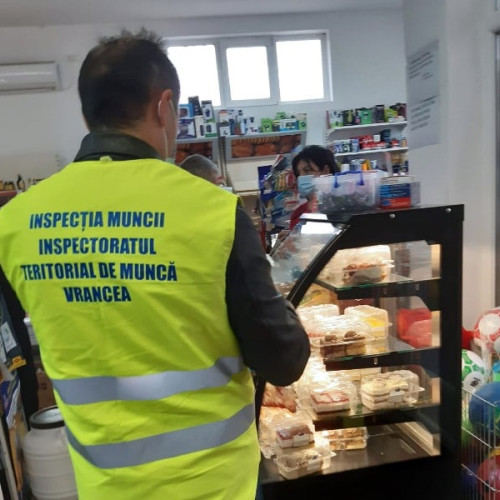 INSPECȚIA MUNCII
INSPECTORATUL
TERITORIAL DE MUNCĂ
VRANCEA